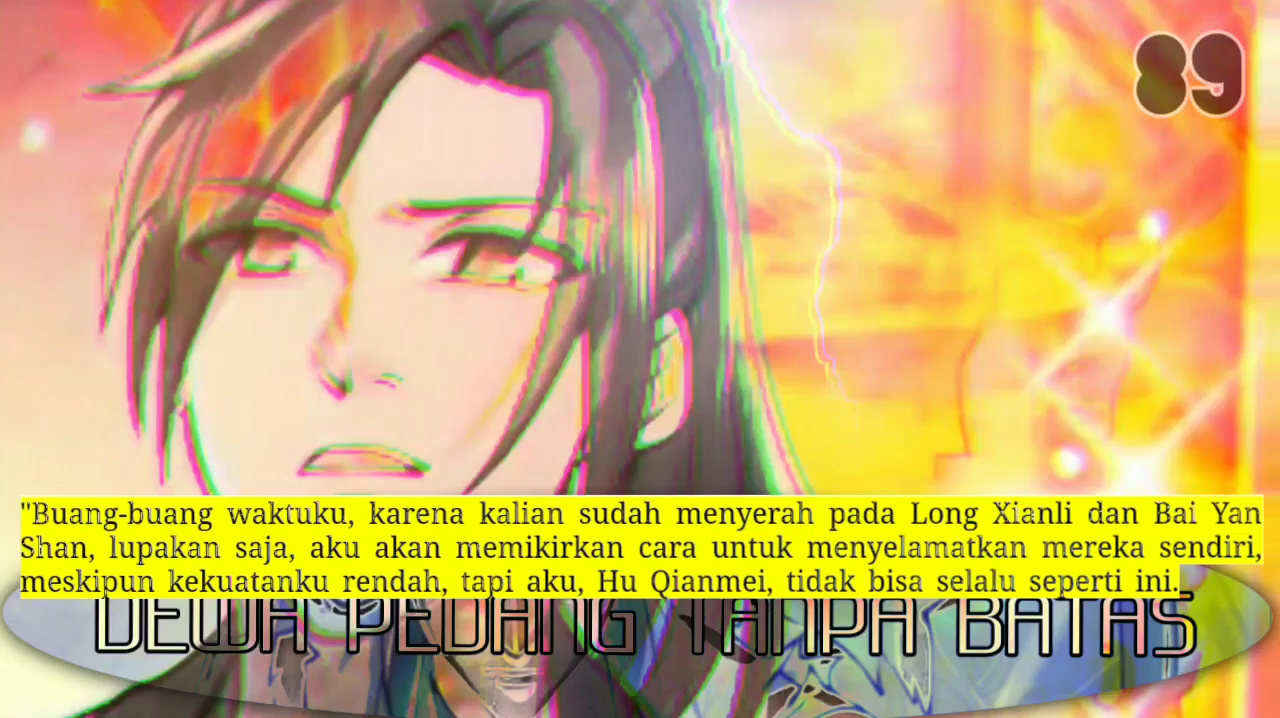 89
"Buang-buang waktuku, karena kalian sudah menyerah pada Long Xianli dan Bai Yan
Shan, lupakan saja, aku akan memikirkan cara untuk menyelamatkan mereka sendiri,
meskipun kekuatanku rendah, tapi aku, Hu Qianmei, tidak bisa selalu seperti ini.
DEWA PEDANG TANPA BATAS